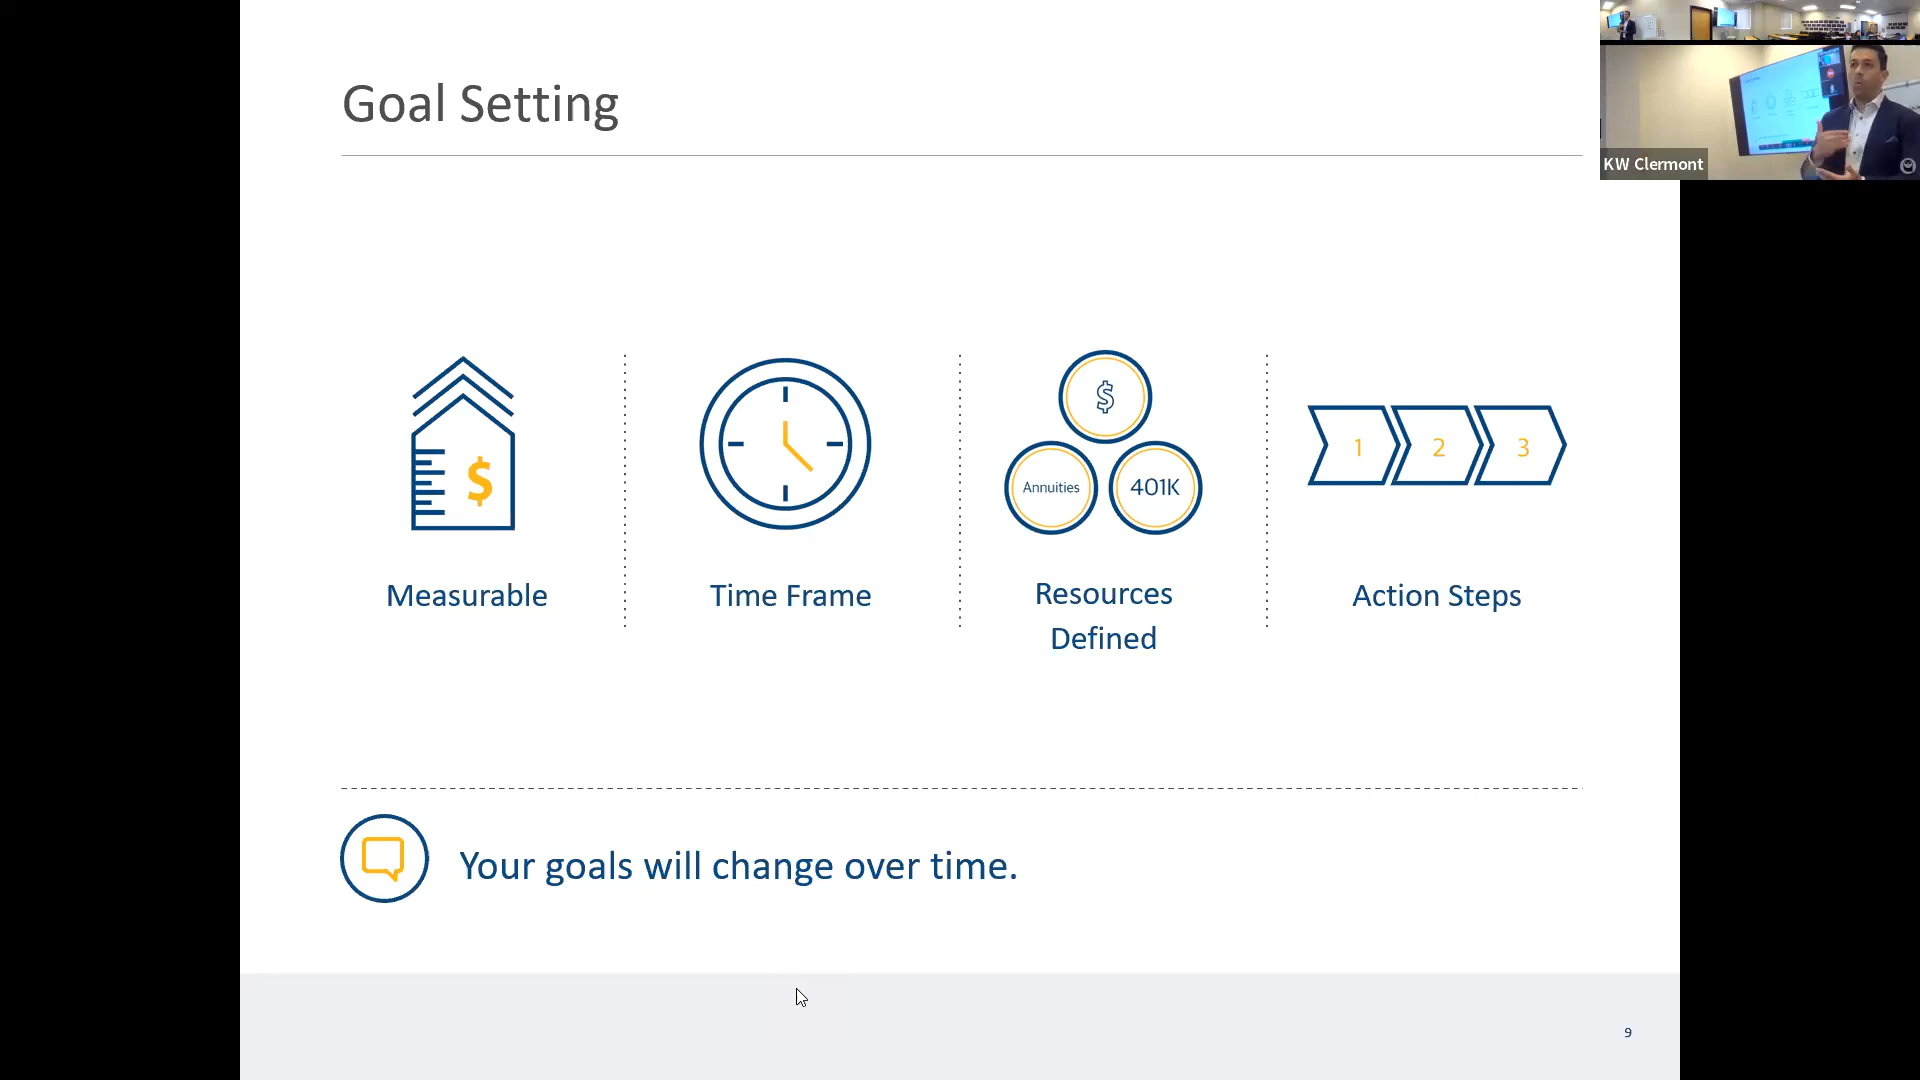 Goal Setting
KW Clermont
$
$
Annuities
401K
1
2
3
Measurable
Time Frame
Resources
Defined
Action Steps
Your goals will change over time.
9